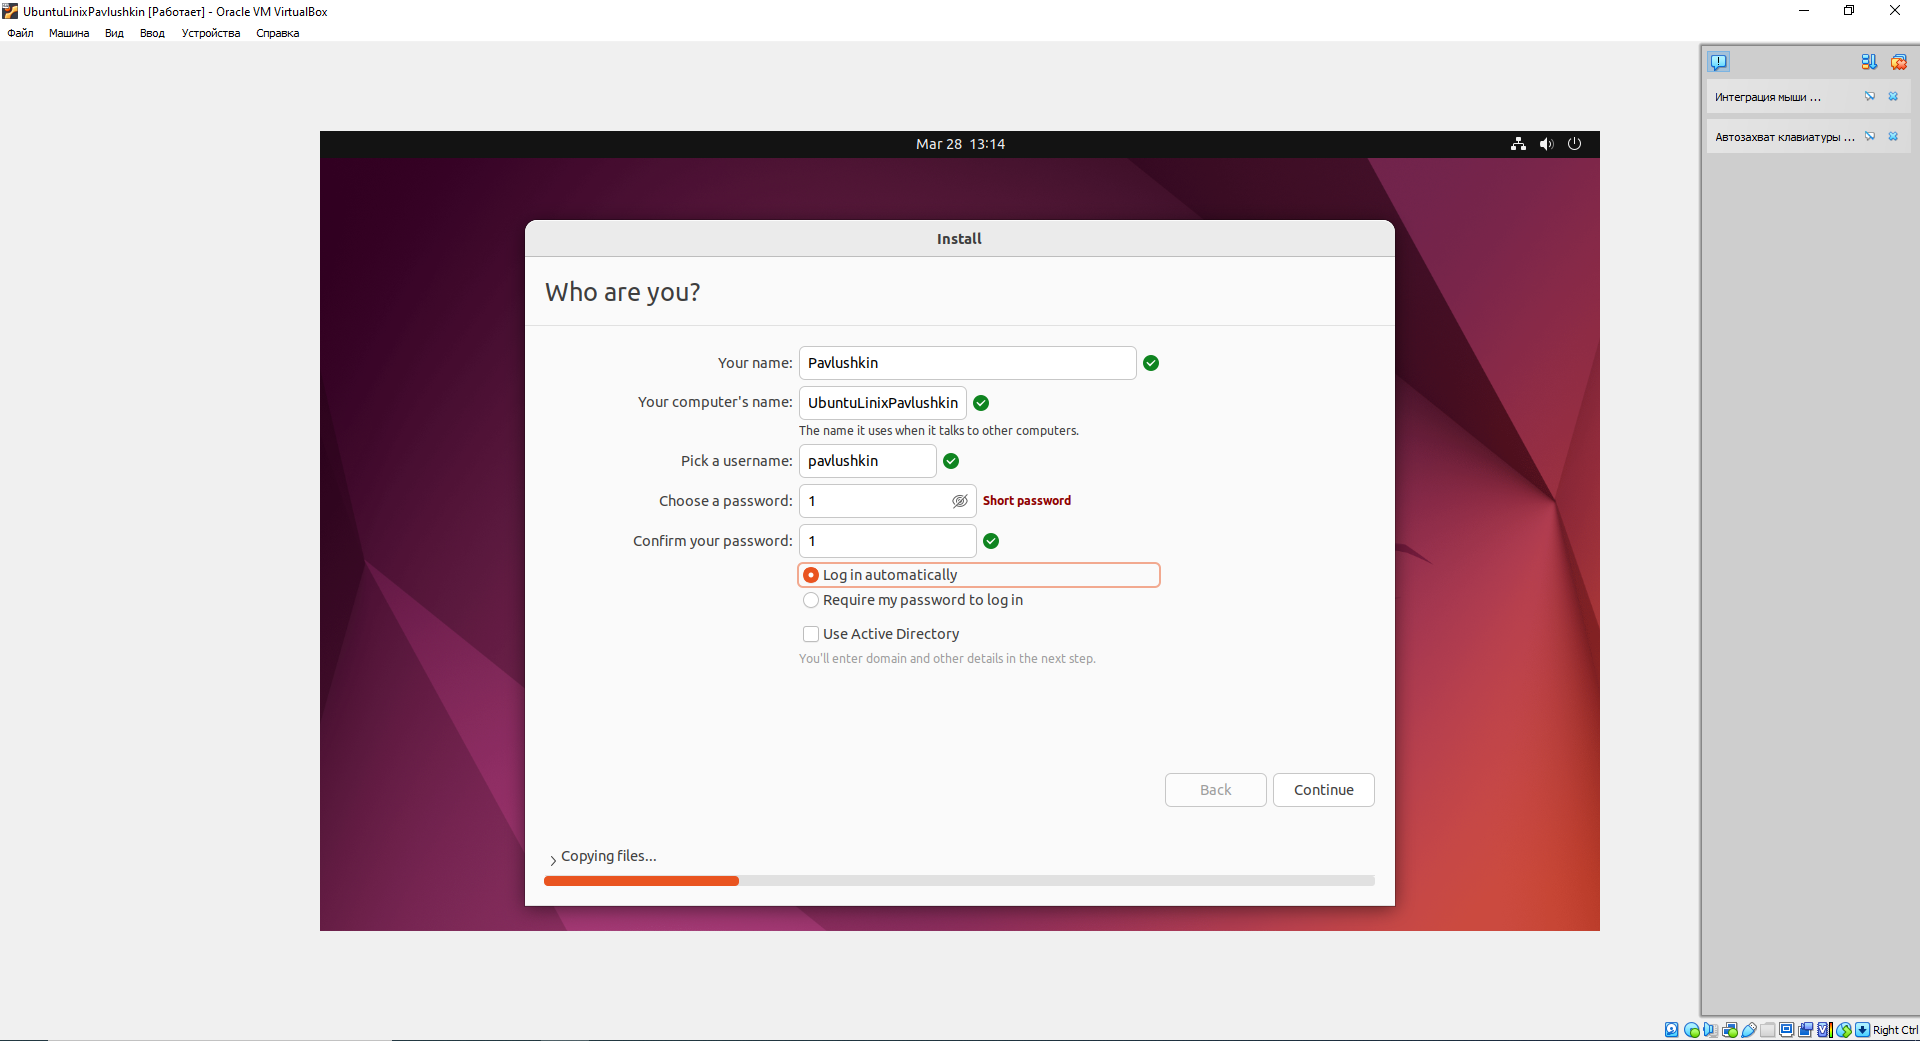 UbuntuLinixPavlushkin [Работает] - Oracle VM VirtualBox
Файл Машина Вид Ввод Устройства Справка
Интеграция мыши ...
Автозахват клавиатуры ...
Mar 28 13:14
Install
Who are you?
Your name: Pavlushkin
Your computer's name: UbuntuLinixPavlushkin
The name it uses when it talks to other computers.
Pick a username: pavlushkin
Choose a password: 1 Short password
Confirm your password: 1
Log in automatically
Require my password to log in
Use Active Directory
You'll enter domain and other details in the next step.
Back Continue
Copying files...
Right Ctrl